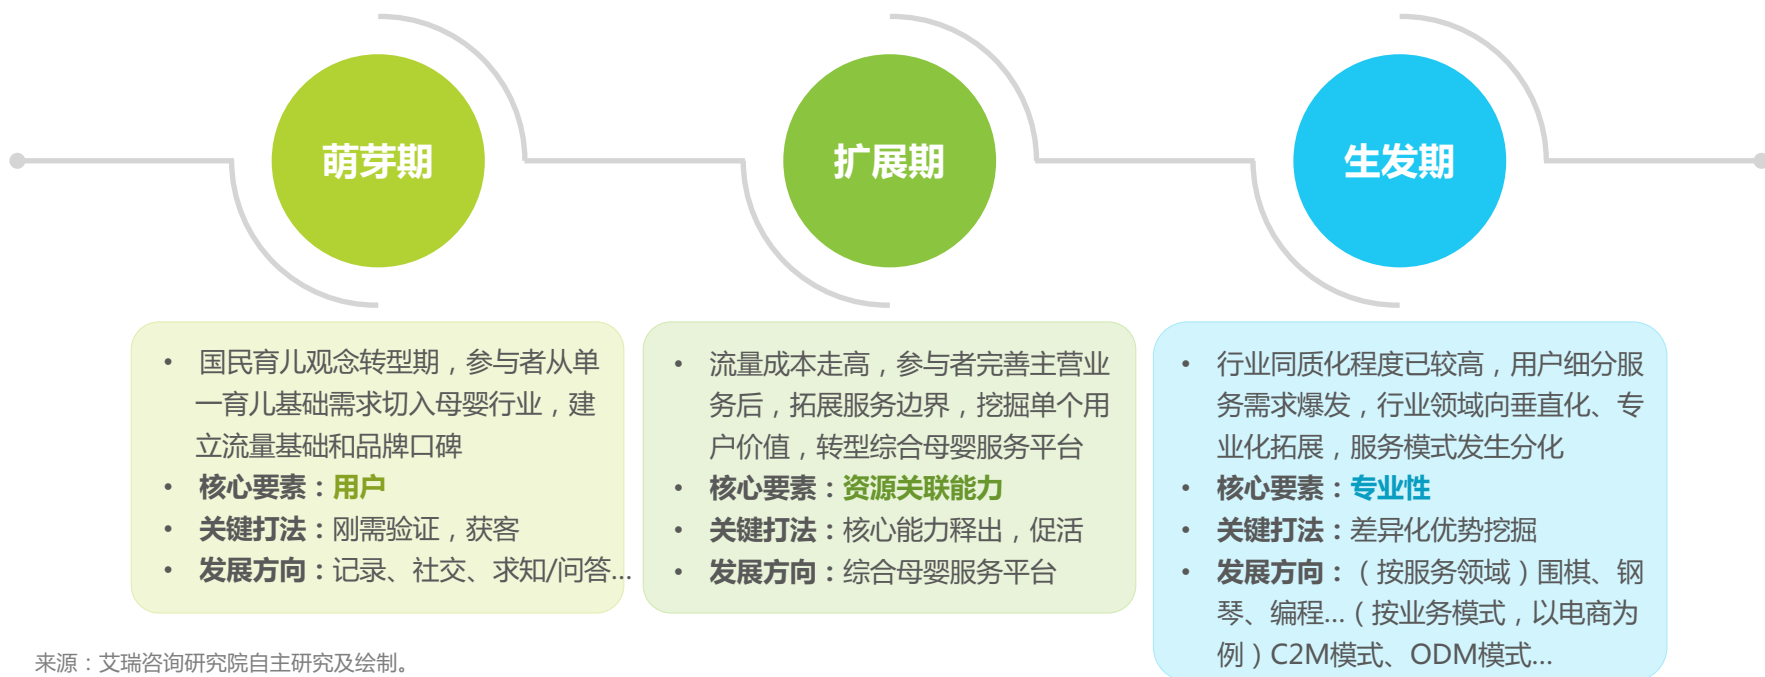 萌芽期
扩展期
生发期
• 国民育儿观念转型期，参与者从单
一育儿基础需求切入母婴行业，建
立流量基础和品牌口碑
• 核心要素：用户
• 关键打法：刚需验证，获客
• 发展方向：记录、社交、求知/问答...
• 流量成本走高，参与者完善主营业
务后，拓展服务边界，挖掘单个用
户价值，转型综合母婴服务平台
• 核心要素：资源关联能力
• 关键打法：核心能力释出，促活
• 发展方向：综合母婴服务平台
• 行业同质化程度已较高，用户细分服
务需求爆发，行业领域向垂直化、专
业化拓展，服务模式发生分化
• 核心要素：专业性
• 关键打法：差异化优势挖掘
• 发展方向：（按服务领域）围棋、钢
琴、编程...（按业务模式，以电商为
例）C2M模式、ODM模式...
来源：艾瑞咨询研究院自主研究及绘制。